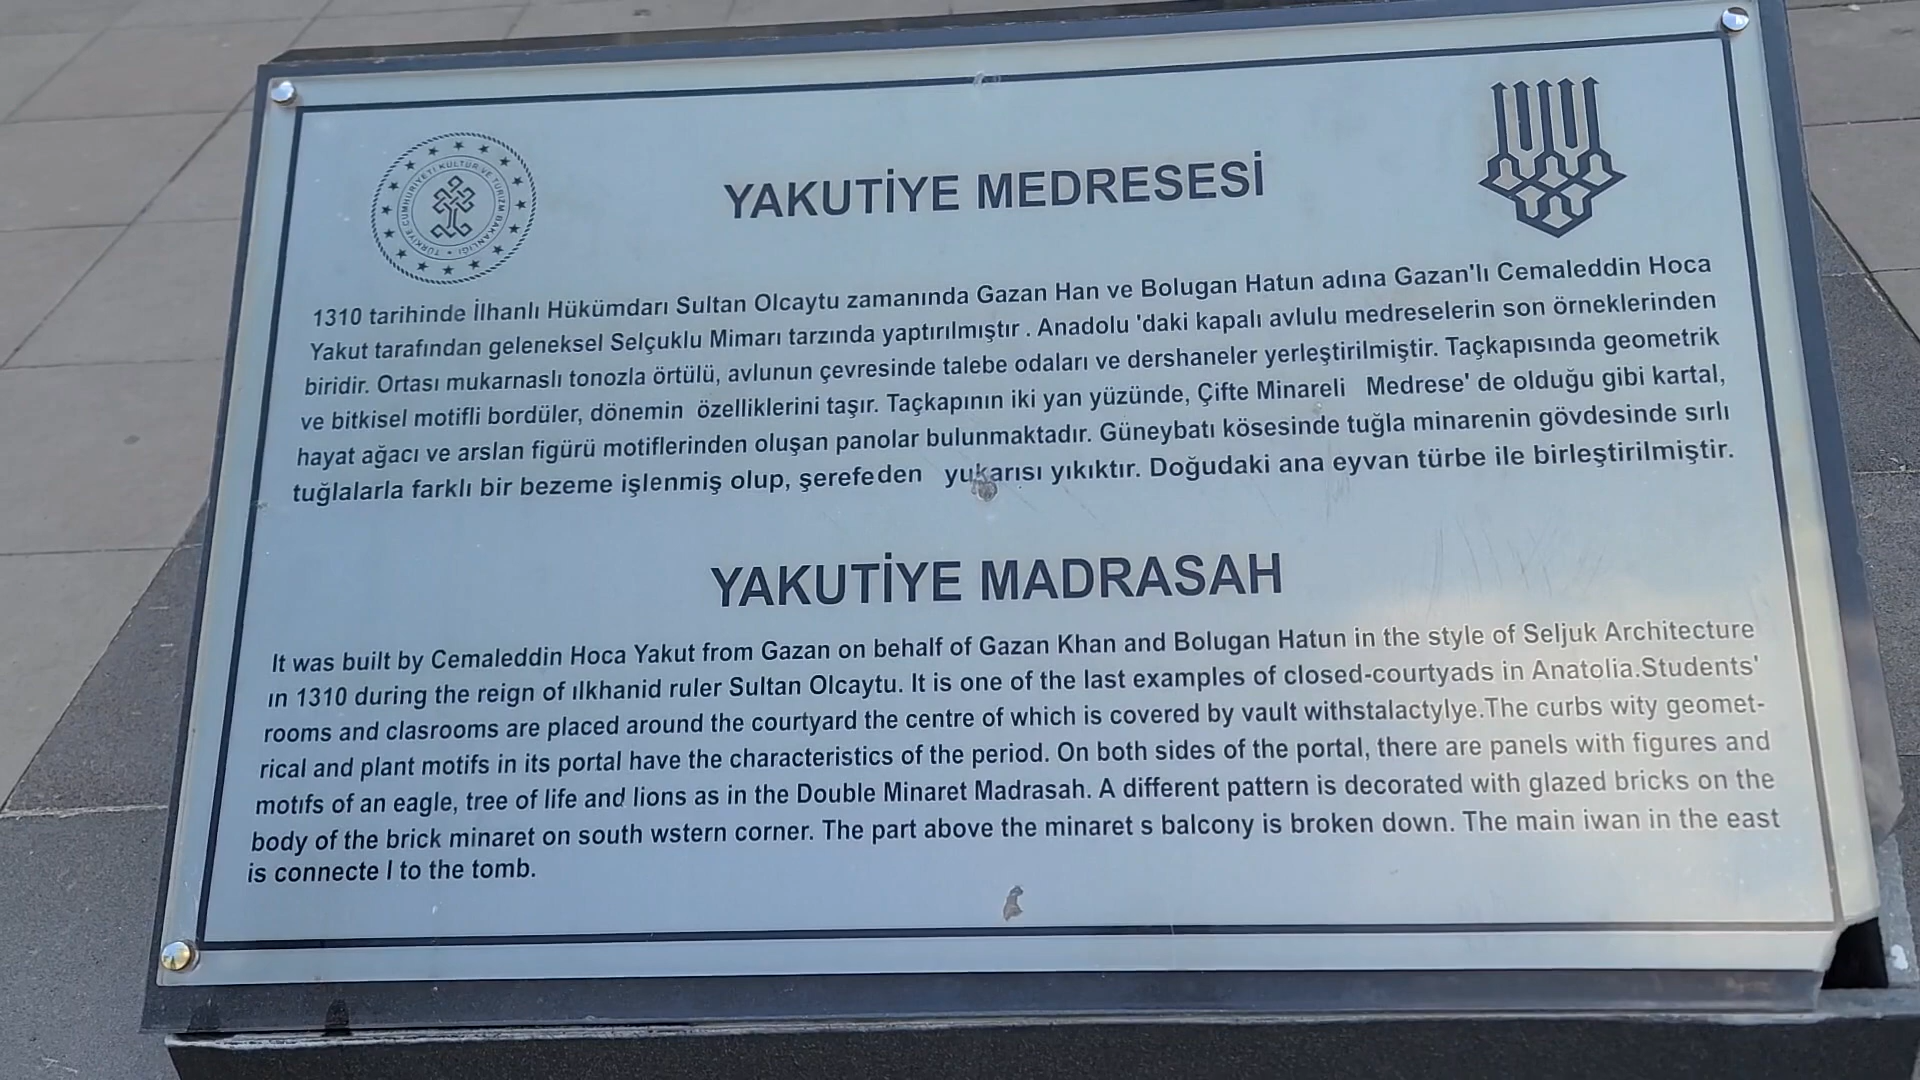 TÜRKİYE CUMHURİYETİ KÜLTÜR VE TURİZM BAKANLIĞI
YAKUTİYE MEDRESESİ
1310 tarihinde İlhanlı Hükümdarı Sultan Olcaytu zamanında Gazan Han ve Bolugan Hatun adına Gazan'lı Cemaleddin Hoca
Yakut tarafından geleneksel Selçuklu Mimarı tarzında yaptırılmıştır . Anadolu 'daki kapalı avlulu medreselerin son örneklerinden
biridir. Ortası mukarnaslı tonozla örtülü, avlunun çevresinde talebe odaları ve dershaneler yerleştirilmiştir. Taçkapısında geometrik
ve bitkisel motifli bordüler, dönemin özelliklerini taşır. Taçkapının iki yan yüzünde, Çifte Minareli Medrese' de olduğu gibi kartal,
hayat ağacı ve arslan figürü motiflerinden oluşan panolar bulunmaktadır. Güneybatı kösesinde tuğla minarenin gövdesinde sırlı
tuğlalarla farklı bir bezeme işlenmiş olup, şerefeden yukarısı yıkıktır. Doğudaki ana eyvan türbe ile birleştirilmiştir.
YAKUTİYE MADRASAH
It was built by Cemaleddin Hoca Yakut from Gazan on behalf of Gazan Khan and Bolugan Hatun in the style of Seljuk Architecture
ın 1310 during the reign of ılkhanid ruler Sultan Olcaytu. It is one of the last examples of closed-courtyads in Anatolia.Students'
rooms and clasrooms are placed around the courtyard the centre of which is covered by vault withstalactylye.The curbs wity geomet-
rical and plant motifs in its portal have the characteristics of the period. On both sides of the portal, there are panels with figures and
motıfs of an eagle, tree of life and lions as in the Double Minaret Madrasah. A different pattern is decorated with glazed bricks on the
body of the brick minaret on south wstern corner. The part above the minaret s balcony is broken down. The main iwan in the east
is connecte l to the tomb.